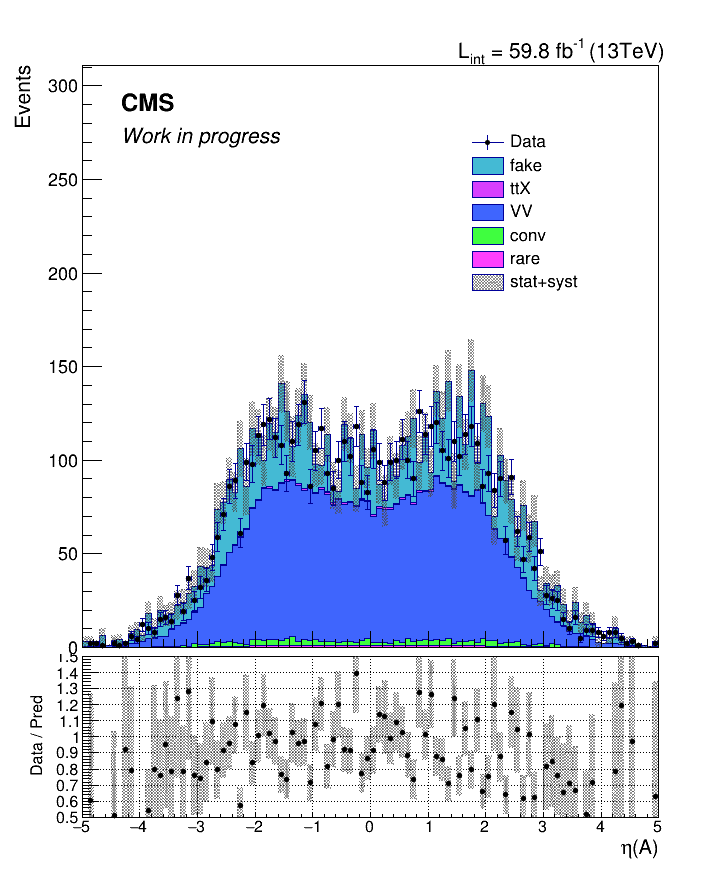 L_int = 59.8 fb^-1 (13TeV)
Events
CMS
Work in progress
Data
fake
ttX
VV
conv
rare
stat+syst
300
250
200
150
100
50
0
Data / Pred
1.5
1.4
1.3
1.2
1.1
1
0.9
0.8
0.7
0.6
0.5
−5 −4 −3 −2 −1 0 1 2 3 4 5
η(A)